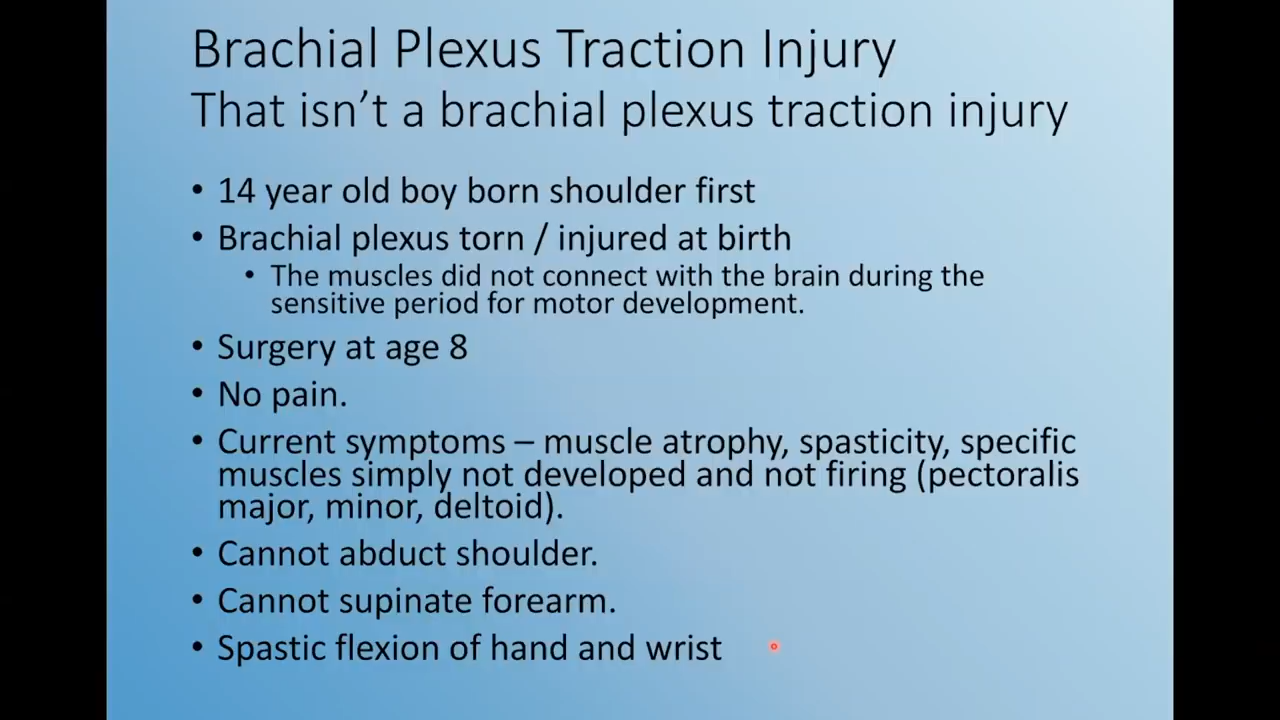 Brachial Plexus Traction Injury
That isn’t a brachial plexus traction injury
• 14 year old boy born shoulder first
• Brachial plexus torn / injured at birth
• The muscles did not connect with the brain during the
sensitive period for motor development.
• Surgery at age 8
• No pain.
• Current symptoms – muscle atrophy, spasticity, specific
muscles simply not developed and not firing (pectoralis
major, minor, deltoid).
• Cannot abduct shoulder.
• Cannot supinate forearm.
• Spastic flexion of hand and wrist